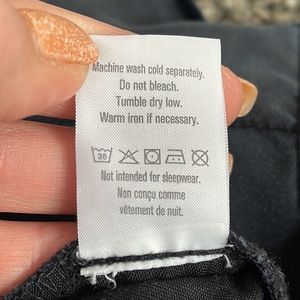 Machine wash cold separately.
Do not bleach.
Tumble dry low.
Warm iron if necessary.
30
Not intended for sleepwear.
Non conçu comme
vêtement de nuit.